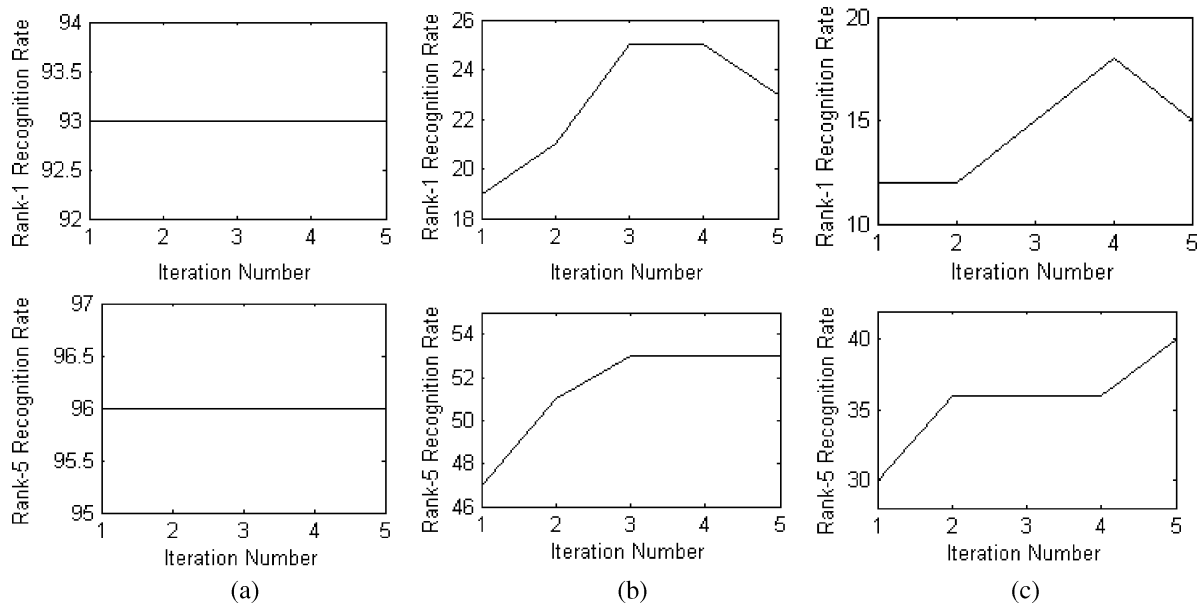 Rank-1 Recognition Rate
94
93.5
93
92.5
92
1 2 3 4 5
Iteration Number
Rank-1 Recognition Rate
26
24
22
20
18
1 2 3 4 5
Iteration Number
Rank-1 Recognition Rate
20
15
10
1 2 3 4 5
Iteration Number
Rank-5 Recognition Rate
97
96.5
96
95.5
95
1 2 3 4 5
Iteration Number
(a)
Rank-5 Recognition Rate
54
52
50
48
46
1 2 3 4 5
Iteration Number
(b)
Rank-5 Recognition Rate
40
35
30
1 2 3 4 5
Iteration Number
(c)